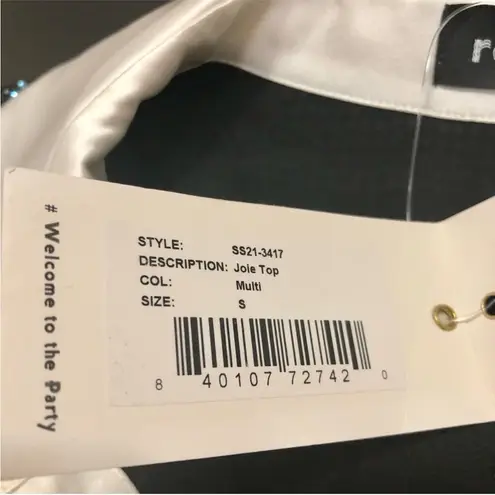 STYLE: SS21-3417
DESCRIPTION: Joie Top
COL: Multi
SIZE: S
8 40107 72742 0
# Welcome to the Party